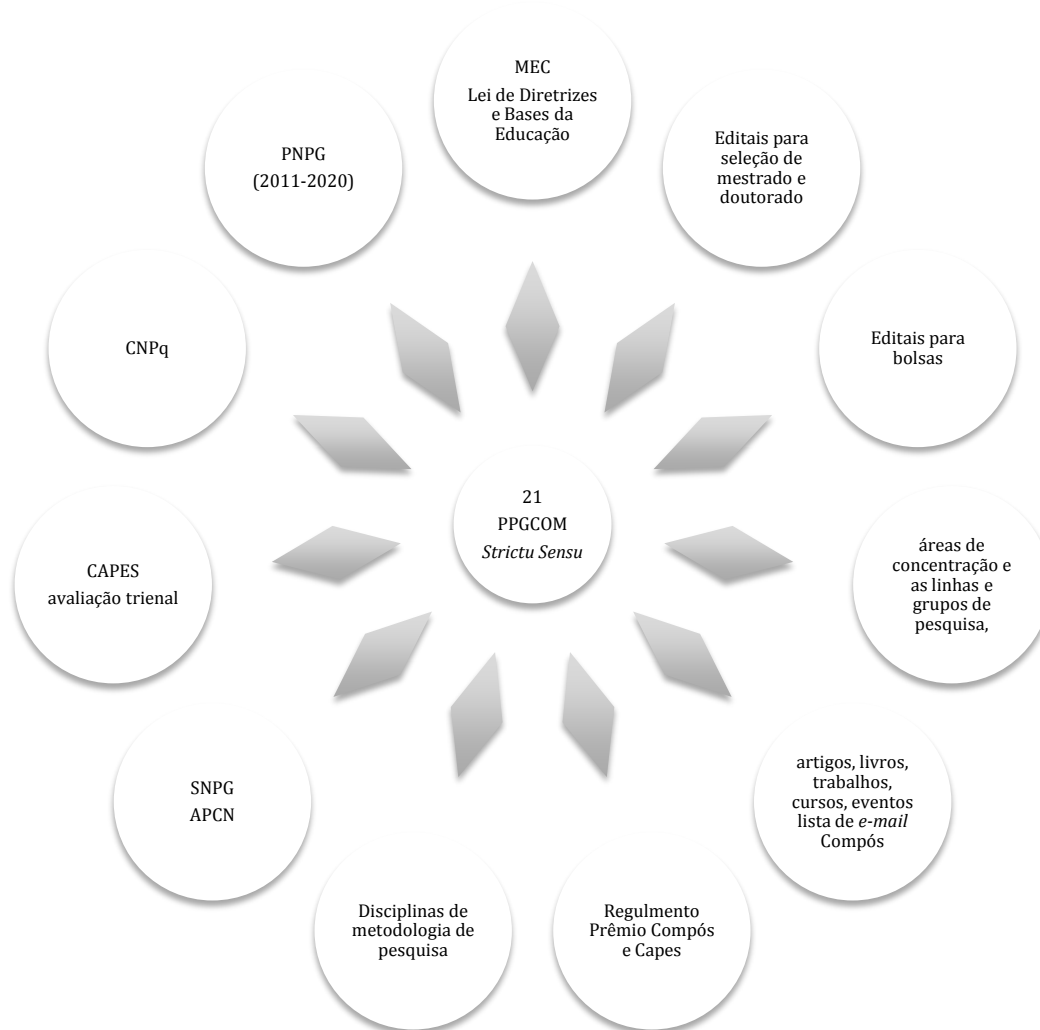 MEC
Lei de Diretrizes
e Bases da
Educação
Editais para
seleção de
mestrado e
doutorado
Editais para
bolsas
áreas de
concentração e
as linhas e
grupos de
pesquisa,
artigos, livros,
trabalhos,
cursos, eventos
lista de e-mail
Compós
Regulmento
Prêmio Compós
e Capes
Disciplinas de
metodologia de
pesquisa
SNPG
APCN
CAPES
avaliação trienal
CNPq
PNPG
(2011-2020)
21
PPGCOM
Strictu Sensu